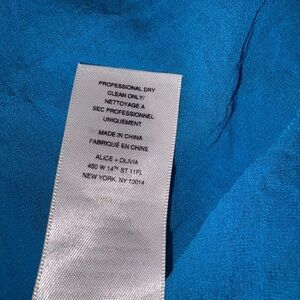 PROFESSIONAL DRY
CLEAN ONLY/
NETTOYAGE A
SEC PROFESSIONNEL
UNIQUEMENT
MADE IN CHINA
FABRIQUÉ EN CHINE
ALICE + OLIVIA
450 W 14TH ST 11FL
NEW YORK, NY 10014